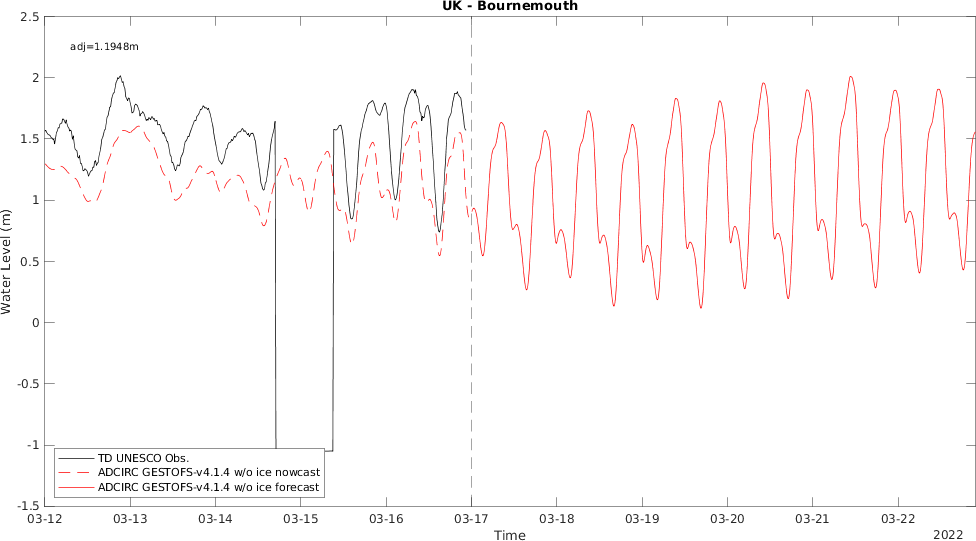 UK - Bournemouth
2.5
adj=1.1948m
2
1.5
1
0.5
0
-0.5
-1
-1.5
Water Level (m)
TD UNESCO Obs.
ADCIRC GESTOFS-v4.1.4 w/o ice nowcast
ADCIRC GESTOFS-v4.1.4 w/o ice forecast
03-12 03-13 03-14 03-15 03-16 03-17 03-18 03-19 03-20 03-21 03-22
Time
2022